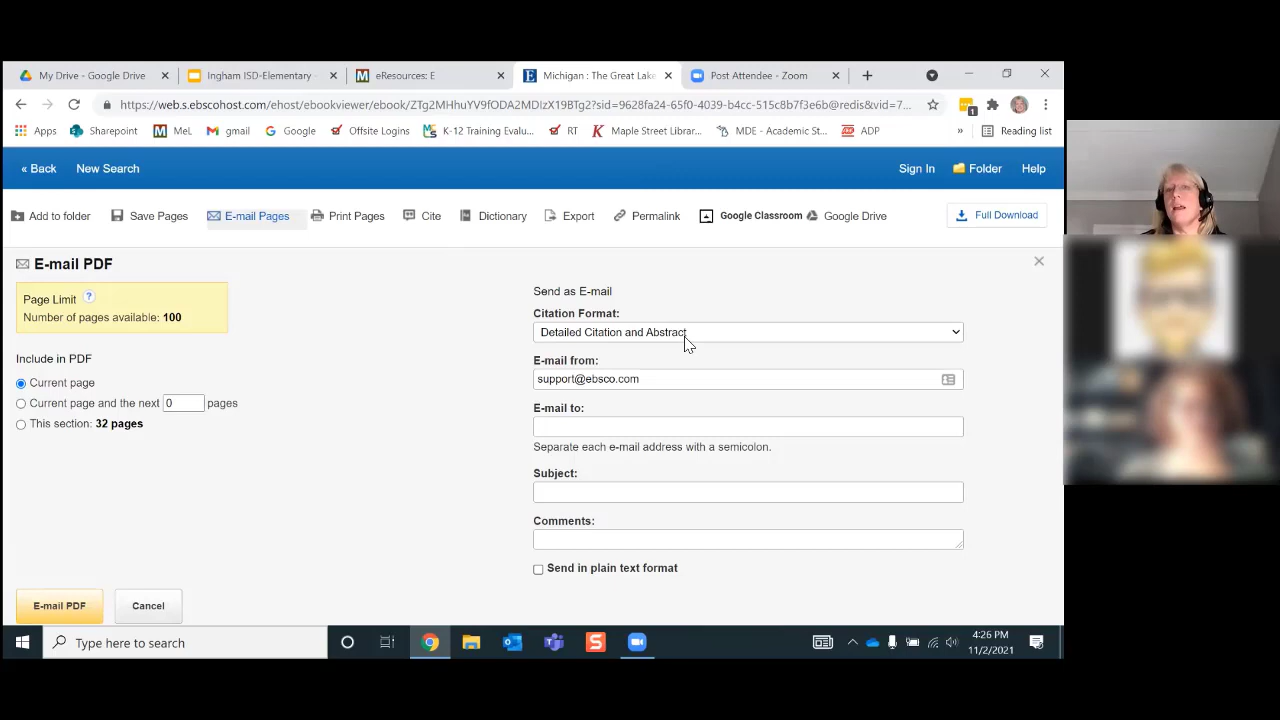 My Drive - Google Drive
Ingham ISD-Elementary -
eResources: E
Michigan : The Great Lake
Post Attendee - Zoom
https://web.s.ebscohost.com/ehost/ebookviewer/ebook/ZTg2MHhuYV9fODA2MDIzX19BTg2?sid=9628fa24-65f0-4039-b4cc-515c8b7f3e6b@redis&vid=7...
1
Apps
Sharepoint
MeL
gmail
Google
Offsite Logins
K-12 Training Evalu...
RT
Maple Street Librar...
MDE - Academic St...
ADP
»
Reading list
« Back
New Search
Sign In
Folder
Help
Add to folder
Save Pages
E-mail Pages
Print Pages
Cite
Dictionary
Export
Permalink
Google Classroom
Google Drive
Full Download
E-mail PDF
Page Limit ?
Number of pages available: 100
Include in PDF
Current page
Current page and the next 0 pages
This section: 32 pages
Send as E-mail
Citation Format:
Detailed Citation and Abstract
E-mail from:
support@ebsco.com
E-mail to:
Separate each e-mail address with a semicolon.
Subject:
Comments:
Send in plain text format
E-mail PDF
Cancel
Type here to search
4:26 PM
11/2/2021